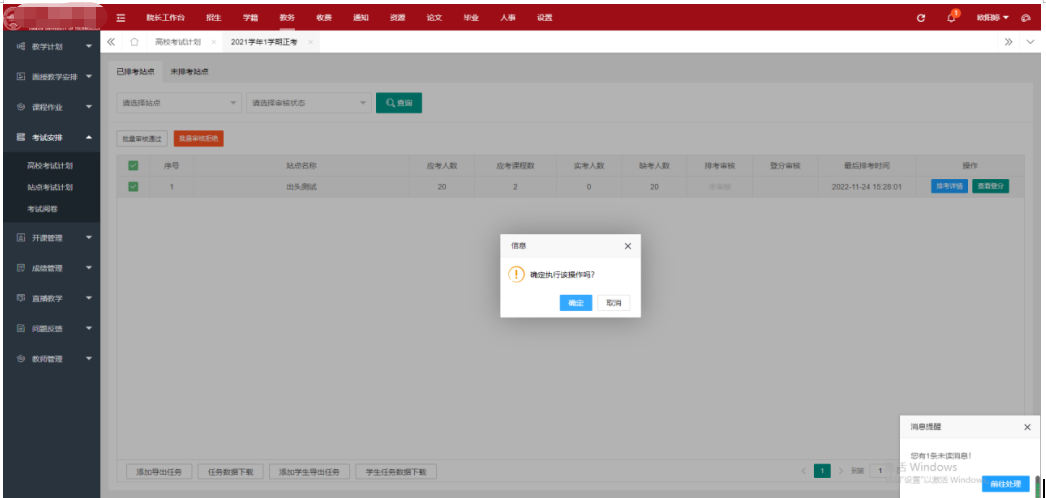 院长工作台 招生 学籍 教务 收费 通知 资源 论文 毕业 人事 设置
教学计划
面授教学安排
课程作业
考试安排
高校考试计划
站点考试计划
考试阅卷
开课管理
成绩管理
直播教学
问题反馈
教师管理
高校考试计划 × 2021学年1学期正考 ×
已排考站点 未排考站点
请选择站点 请选择审核状态 查询
批量审核通过 批量审核拒绝
序号 站点名称 应考人数 应考课程数 实考人数 缺考人数 排考审核 登分审核 最后排考时间 操作
1 出头测试 20 2 0 20 未审核 2022-11-24 15:28:01 排考详情 查看登分
信息
确定执行该操作吗?
确定 取消
添加导出任务 任务数据下载 添加学生导出任务 学生任务数据下载
1 到第 1
消息提醒
您有1条未读消息!
活 Windows
"设置"以激活 Window
前往处理